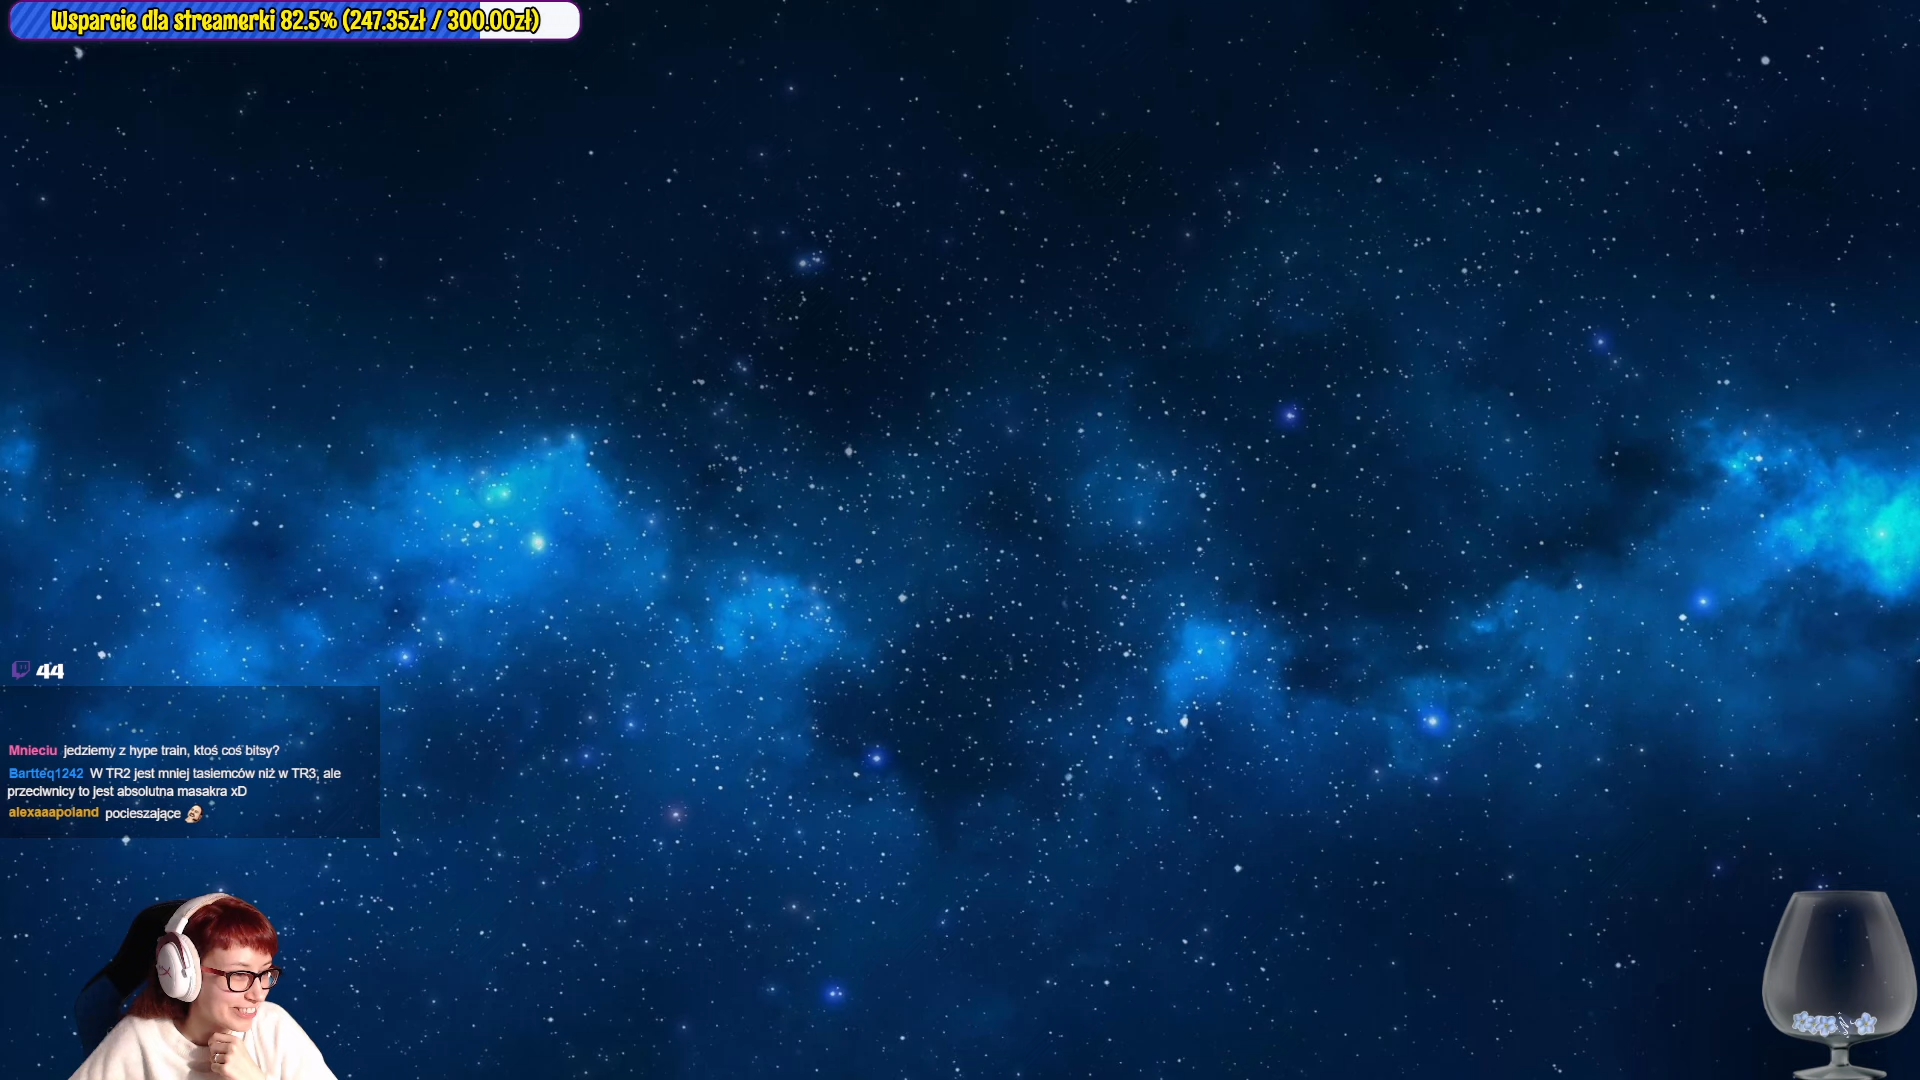 Wsparcie dla streamerki 82.5% (247.35zł / 300.00zł)
44
Mnieciu jedziemy z hype train, ktoś coś bitsy?
Bartteq1242 W TR2 jest mniej tasiemców niż w TR3, ale
przeciwnicy to jest absolutna masakra xD
alexaaapoland pocieszające